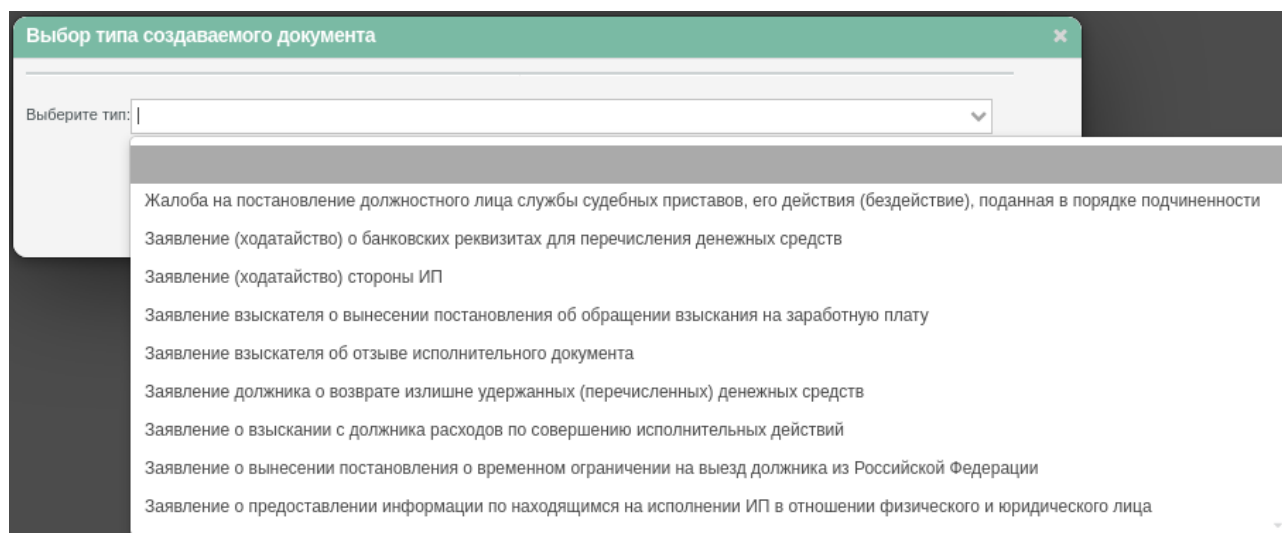 Выбор типа создаваемого документа
Выберите тип:
Жалоба на постановление должностного лица службы судебных приставов, его действия (бездействие), поданная в порядке подчиненности
Заявление (ходатайство) о банковских реквизитах для перечисления денежных средств
Заявление (ходатайство) стороны ИП
Заявление взыскателя о вынесении постановления об обращении взыскания на заработную плату
Заявление взыскателя об отзыве исполнительного документа
Заявление должника о возврате излишне удержанных (перечисленных) денежных средств
Заявление о взыскании с должника расходов по совершению исполнительных действий
Заявление о вынесении постановления о временном ограничении на выезд должника из Российской Федерации
Заявление о предоставлении информации по находящимся на исполнении ИП в отношении физического и юридического лица